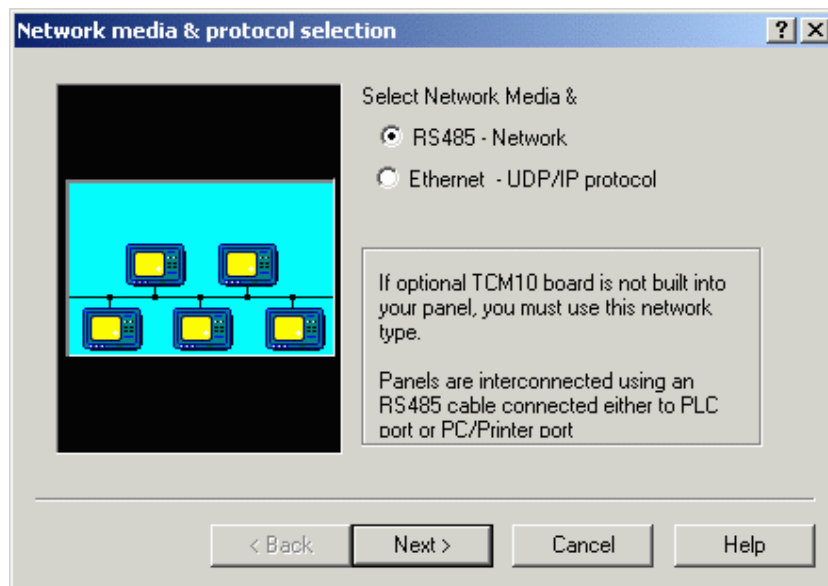 Network media & protocol selection
Select Network Media &
RS485 - Network
Ethernet - UDP/IP protocol
If optional TCM10 board is not built into
your panel, you must use this network
type.
Panels are interconnected using an
RS485 cable connected either to PLC
port or PC/Printer port
< Back
Next >
Cancel
Help